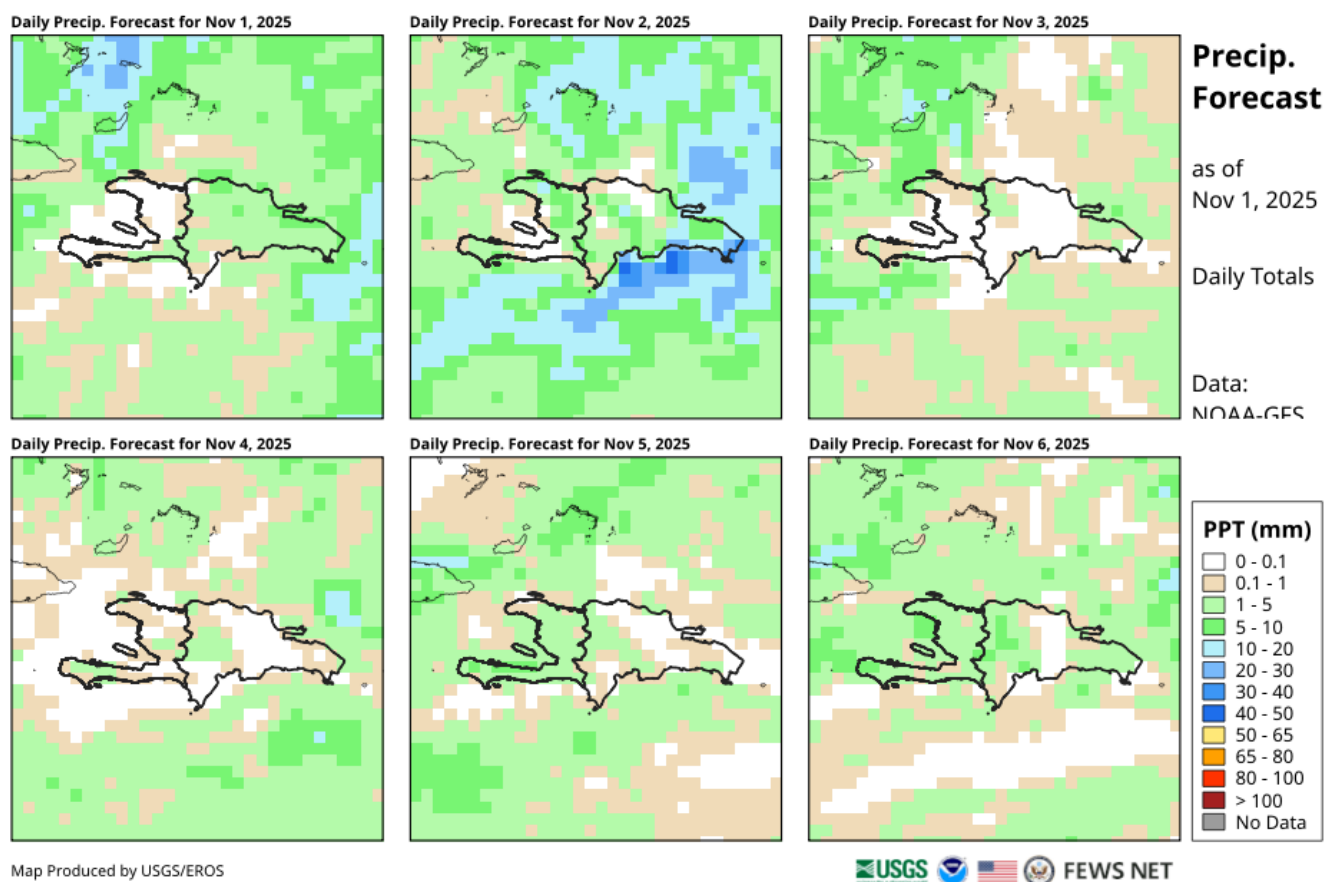 Daily Precip. Forecast for Nov 1, 2025
Daily Precip. Forecast for Nov 2, 2025
Daily Precip. Forecast for Nov 3, 2025
Precip.
Forecast
as of
Nov 1, 2025
Daily Totals
Data:
NOAA-GFS
Daily Precip. Forecast for Nov 4, 2025
Daily Precip. Forecast for Nov 5, 2025
Daily Precip. Forecast for Nov 6, 2025
PPT (mm)
0 - 0.1
0.1 - 1
1 - 5
5 - 10
10 - 20
20 - 30
30 - 40
40 - 50
50 - 65
65 - 80
80 - 100
> 100
No Data
Map Produced by USGS/EROS
USGS
FEWS NET